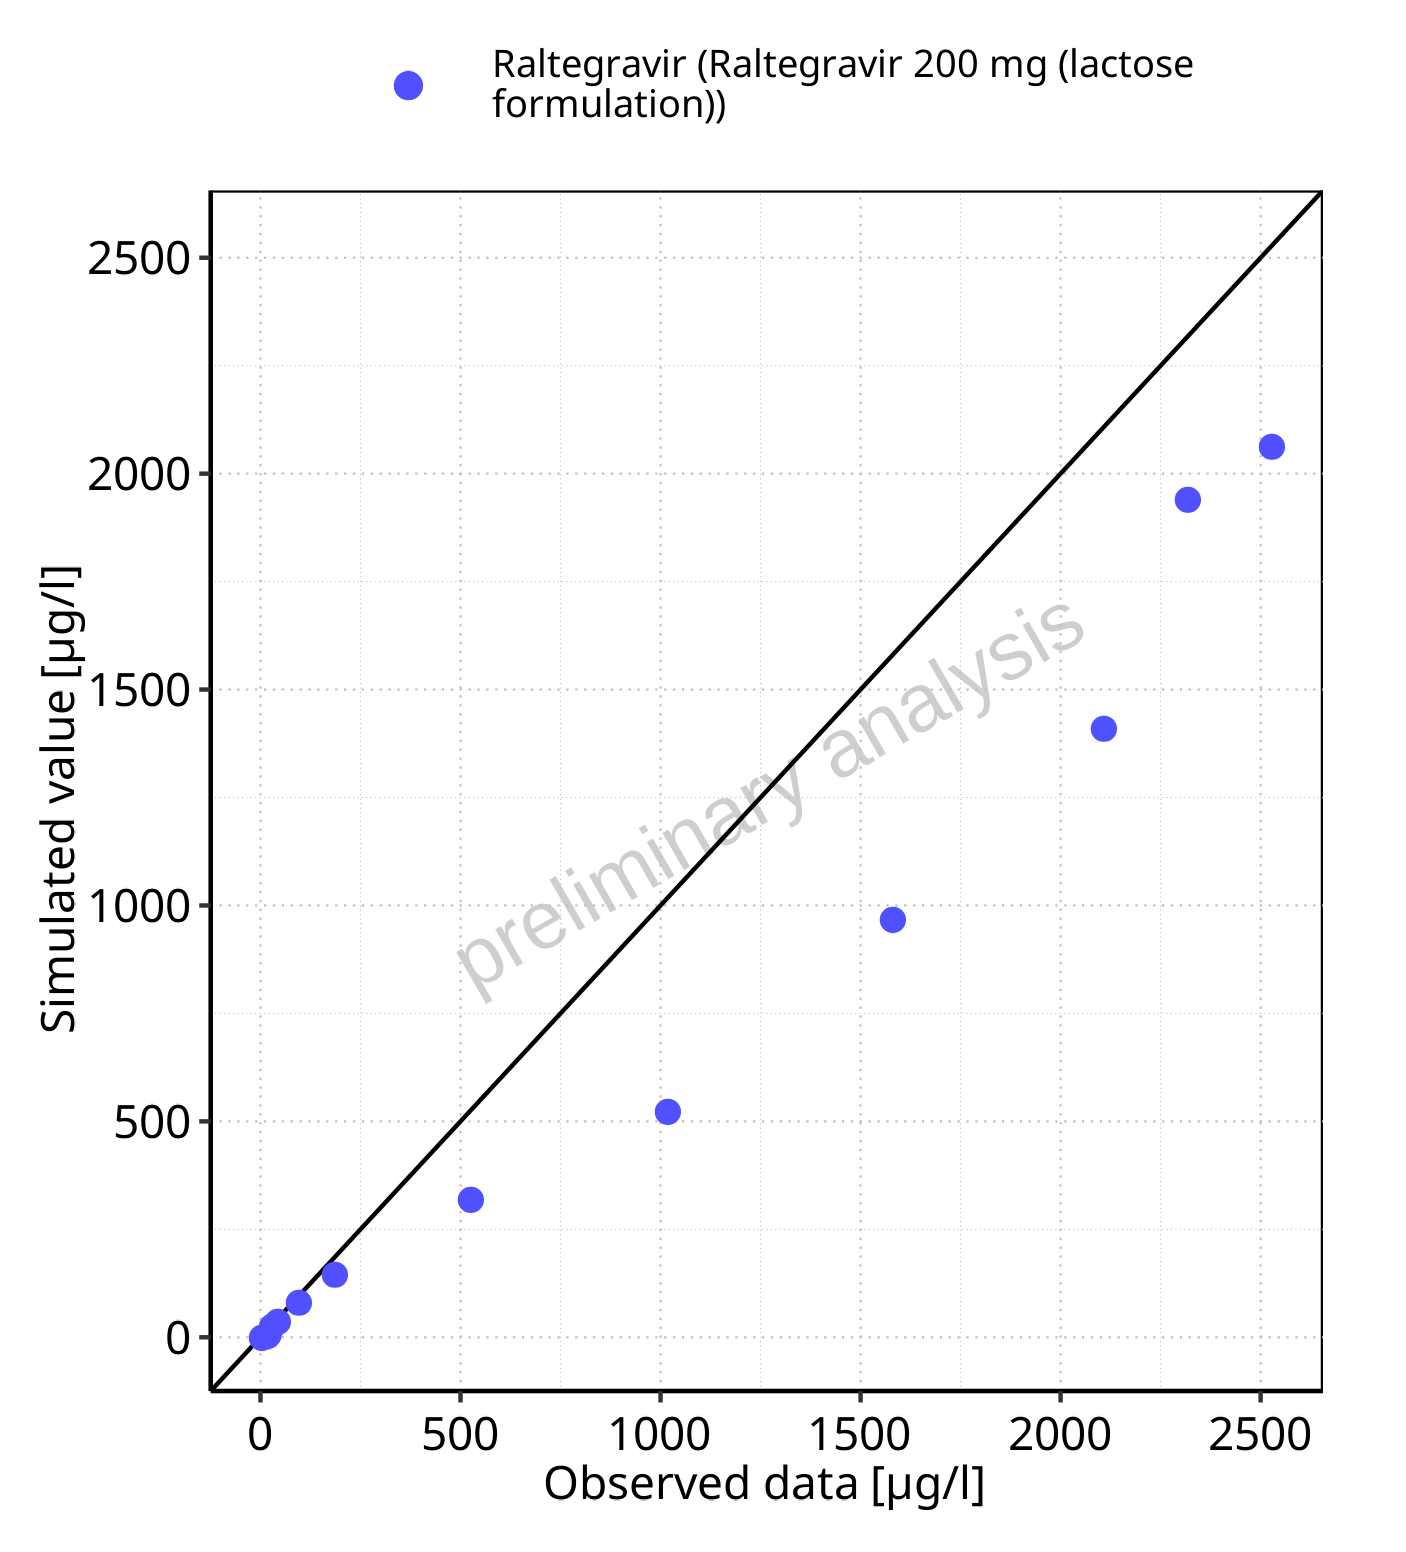 Raltegravir (Raltegravir 200 mg (lactose
formulation))
2500
2000
1500
1000
500
0
Simulated value [µg/l]
preliminary analysis
0 500 1000 1500 2000 2500
Observed data [µg/l]